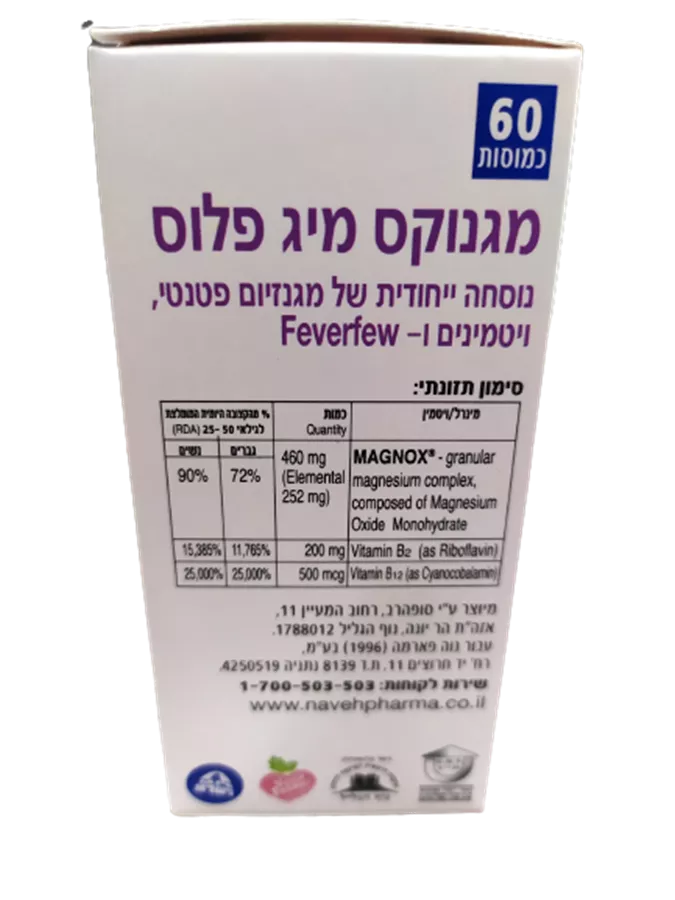 60
כמוסות
מגנוקס מיג פלוס
נוסחה ייחודית של מגנזיום פטנטי,
ויטמינים ו- Feverfew
סימון תזונתי:
מינרל/ויטמין כמות % מהקצובה היומית המומלצת
Quantity לגילאי 25-50 (RDA)
גברים נשים
MAGNOX® - granular
magnesium complex,
composed of Magnesium
Oxide Monohydrate
460 mg
(Elemental
252 mg)
72% 90%
Vitamin B2 (as Riboflavin) 200 mg 11,765% 15,385%
Vitamin B12 (as Cyanocobalamin) 500 mcg 25,000% 25,000%
מיוצר ע"י סופהרב, רחוב המעיין 11,
אזה"ת הר יונה, נוף הגליל 1788012.
עבור נוה פארמה (1996) בע"מ,
רח' יד חרוצים 11, ת.ד 8139 נתניה 4250519
שירות לקוחות: 1-700-503-503
www.navehpharma.co.il